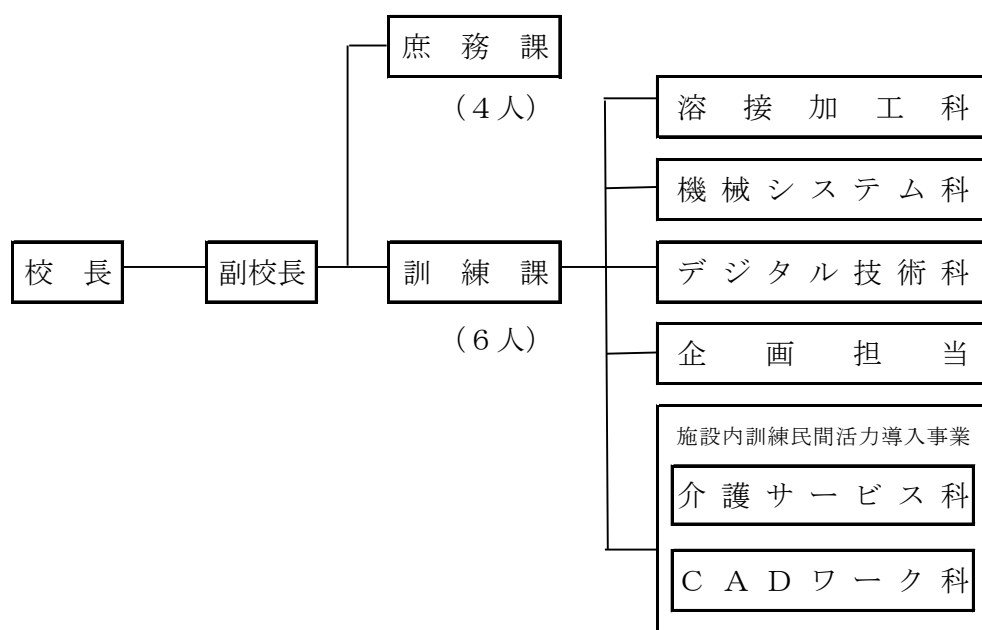 庶務課
(4人)
溶接加工科
機械システム科
校長
副校長
訓練課
デジタル技術科
(6人)
企画担当
施設内訓練民間活力導入事業
介護サービス科
CADワーク科